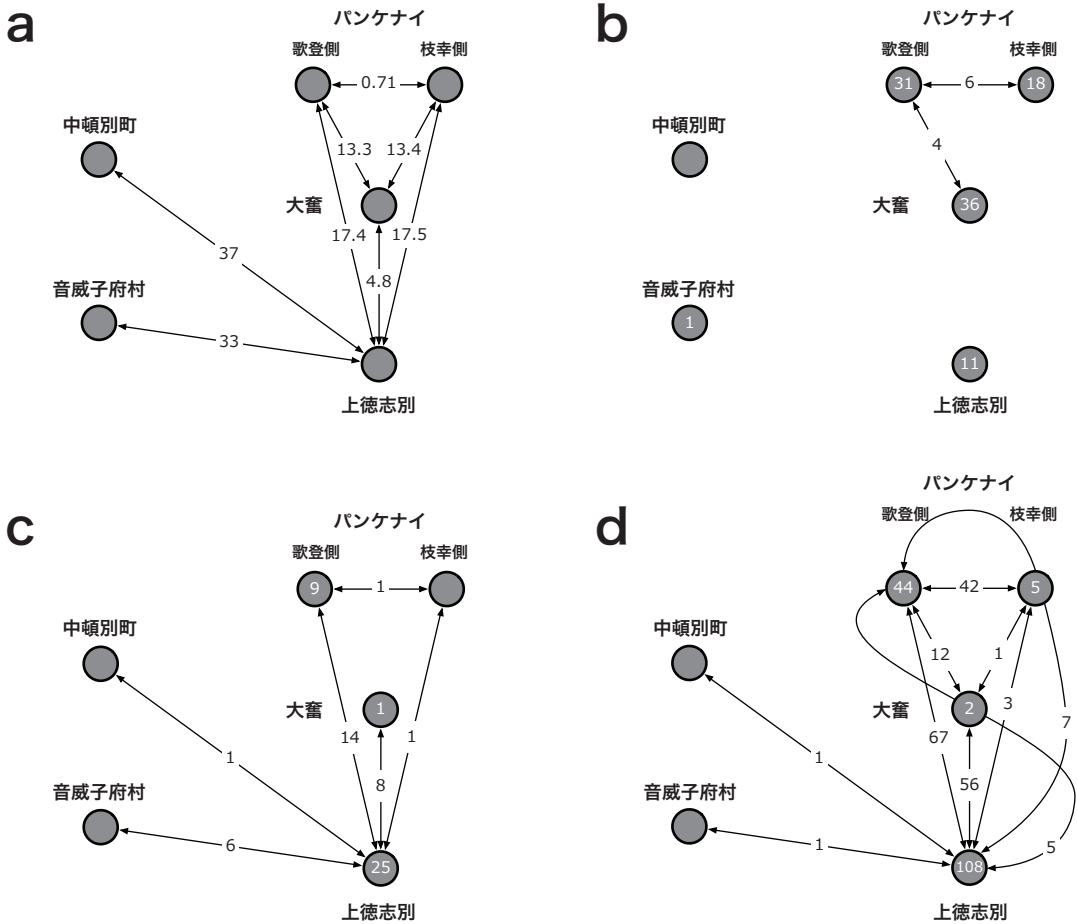 a
パンケナイ
歌登側
枝幸側
0.71
中頓別町
13.3
13.4
大奮
17.4
17.5
37
4.8
音威子府村
33
上徳志別
b
パンケナイ
歌登側
枝幸側
31
6
18
中頓別町
4
大奮
36
音威子府村
1
11
上徳志別
c
パンケナイ
歌登側
枝幸側
9
1
中頓別町
大奮
1
14
1
1
8
音威子府村
6
25
上徳志別
d
パンケナイ
歌登側
枝幸側
44
42
5
中頓別町
12
1
大奮
2
3
7
67
1
56
音威子府村
1
5
108
上徳志別